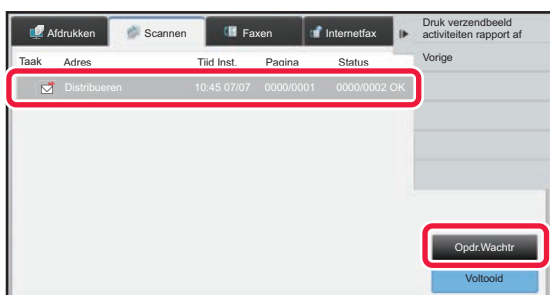 Afdrukken Scannen Faxen Internetfax
Druk verzendbeeld
activiteiten rapport af
Taak Adres Tijd Inst. Pagina Status
Vorige
Distribueren 10:45 07/07 0000/0001 0000/0002 OK
Opdr.Wachtr
Voltooid